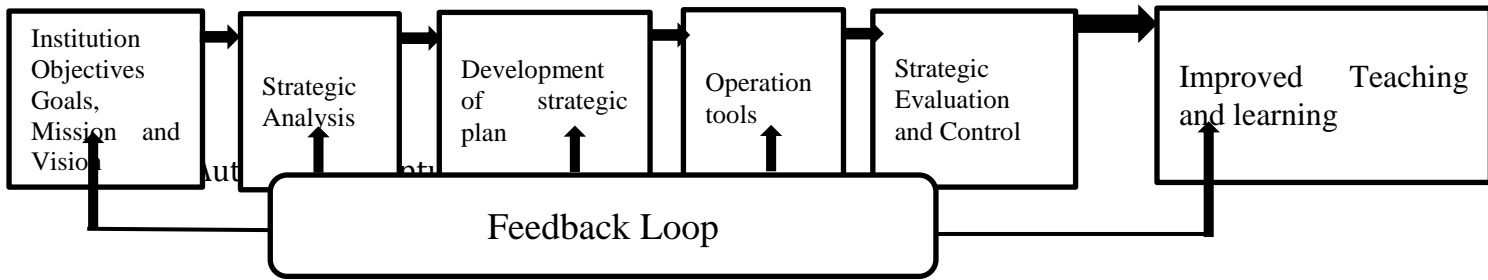 Institution
Objectives
Goals,
Mission and
Vision
Strategic
Analysis
Development
of strategic
plan
Operation
tools
Strategic
Evaluation
and Control
Improved Teaching
and learning
Feedback Loop